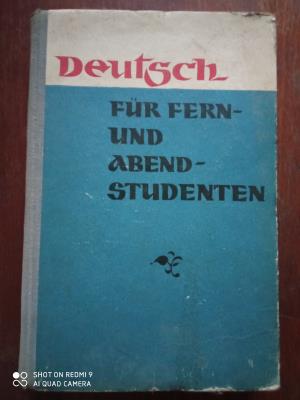 Deutsch
FÜR FERN-
UND
ABEND-
STUDENTEN
SHOT ON REDMI 9
AI QUAD CAMERA